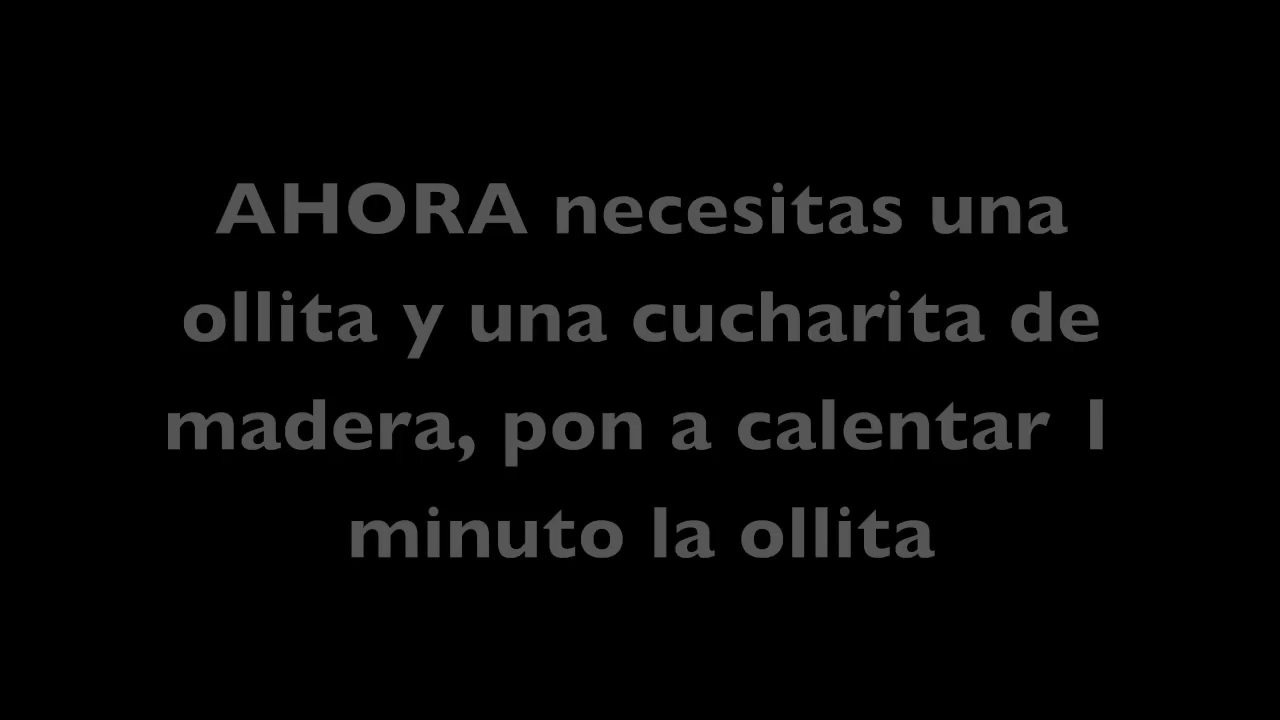 AHORA necesitas una
ollita y una cucharita de
madera, pon a calentar 1
minuto la ollita